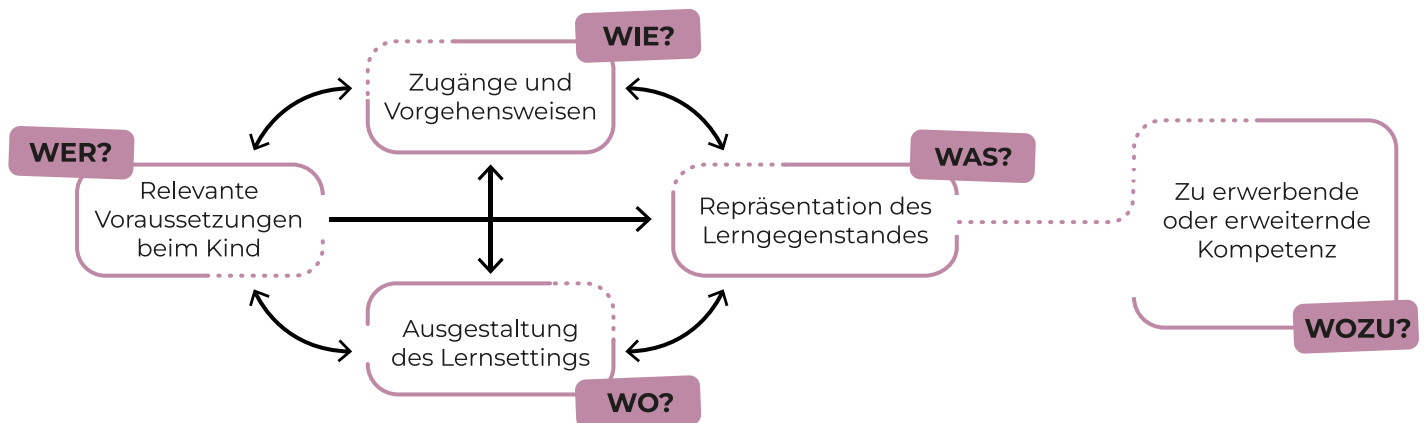 WER?
Relevante
Voraussetzungen
beim Kind
WIE?
Zugänge und
Vorgehensweisen
Ausgestaltung
des Lernsettings
WO?
WAS?
Repräsentation des
Lerngegenstandes
Zu erwerbende
oder erweiternde
Kompetenz
WOZU?